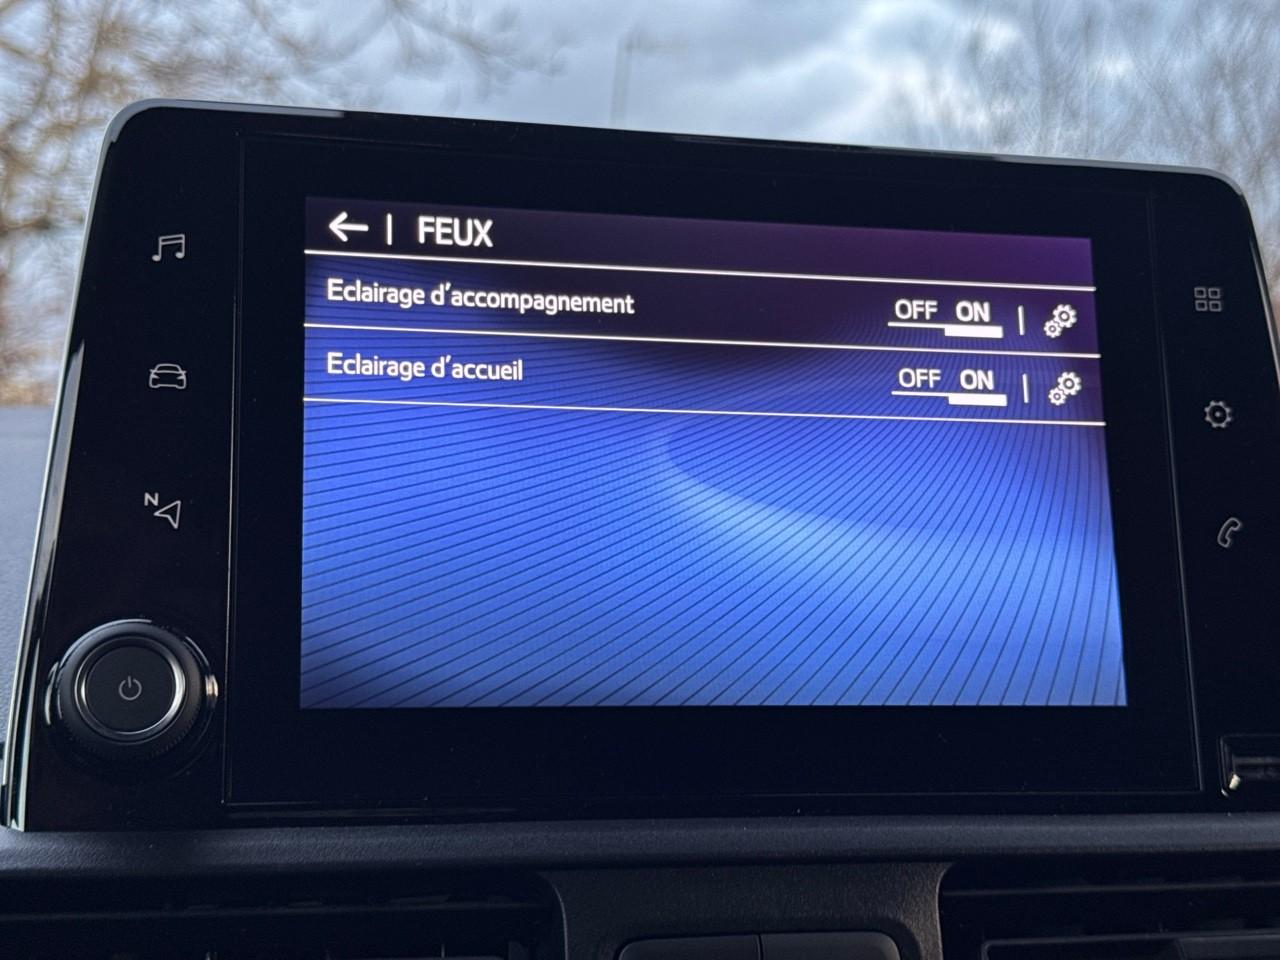 FEUX
Eclairage d'accompagnement OFF ON
Eclairage d'accueil OFF ON
N